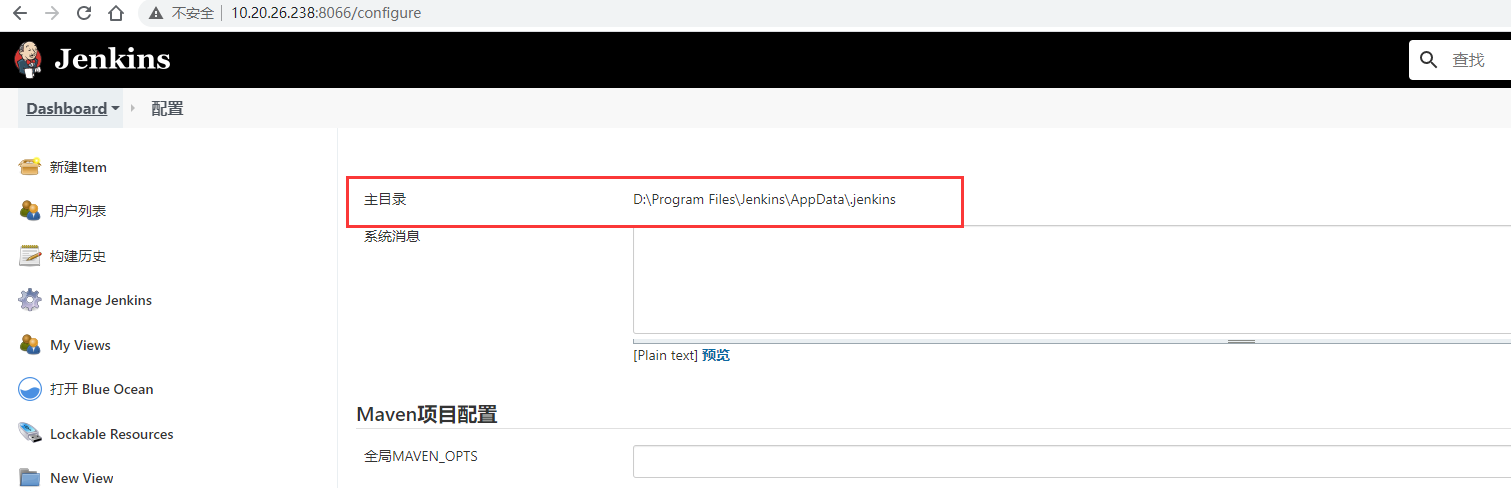 不安全 10.20.26.238:8066/configure
Jenkins
查找
Dashboard 配置
新建Item
用户列表
构建历史
Manage Jenkins
My Views
打开 Blue Ocean
Lockable Resources
New View
主目录 D:\Program Files\Jenkins\AppData\.jenkins
系统消息
[Plain text] 预览
Maven项目配置
全局MAVEN_OPTS